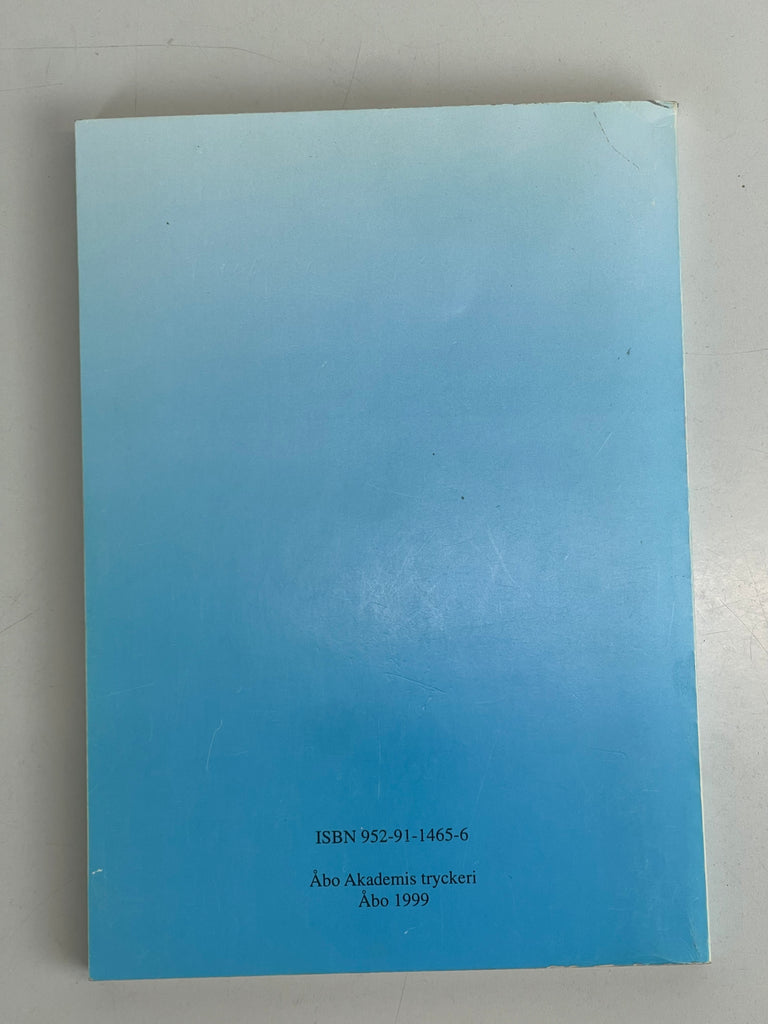 ISBN 952-91-1465-6
Åbo Akademis tryckeri
Åbo 1999